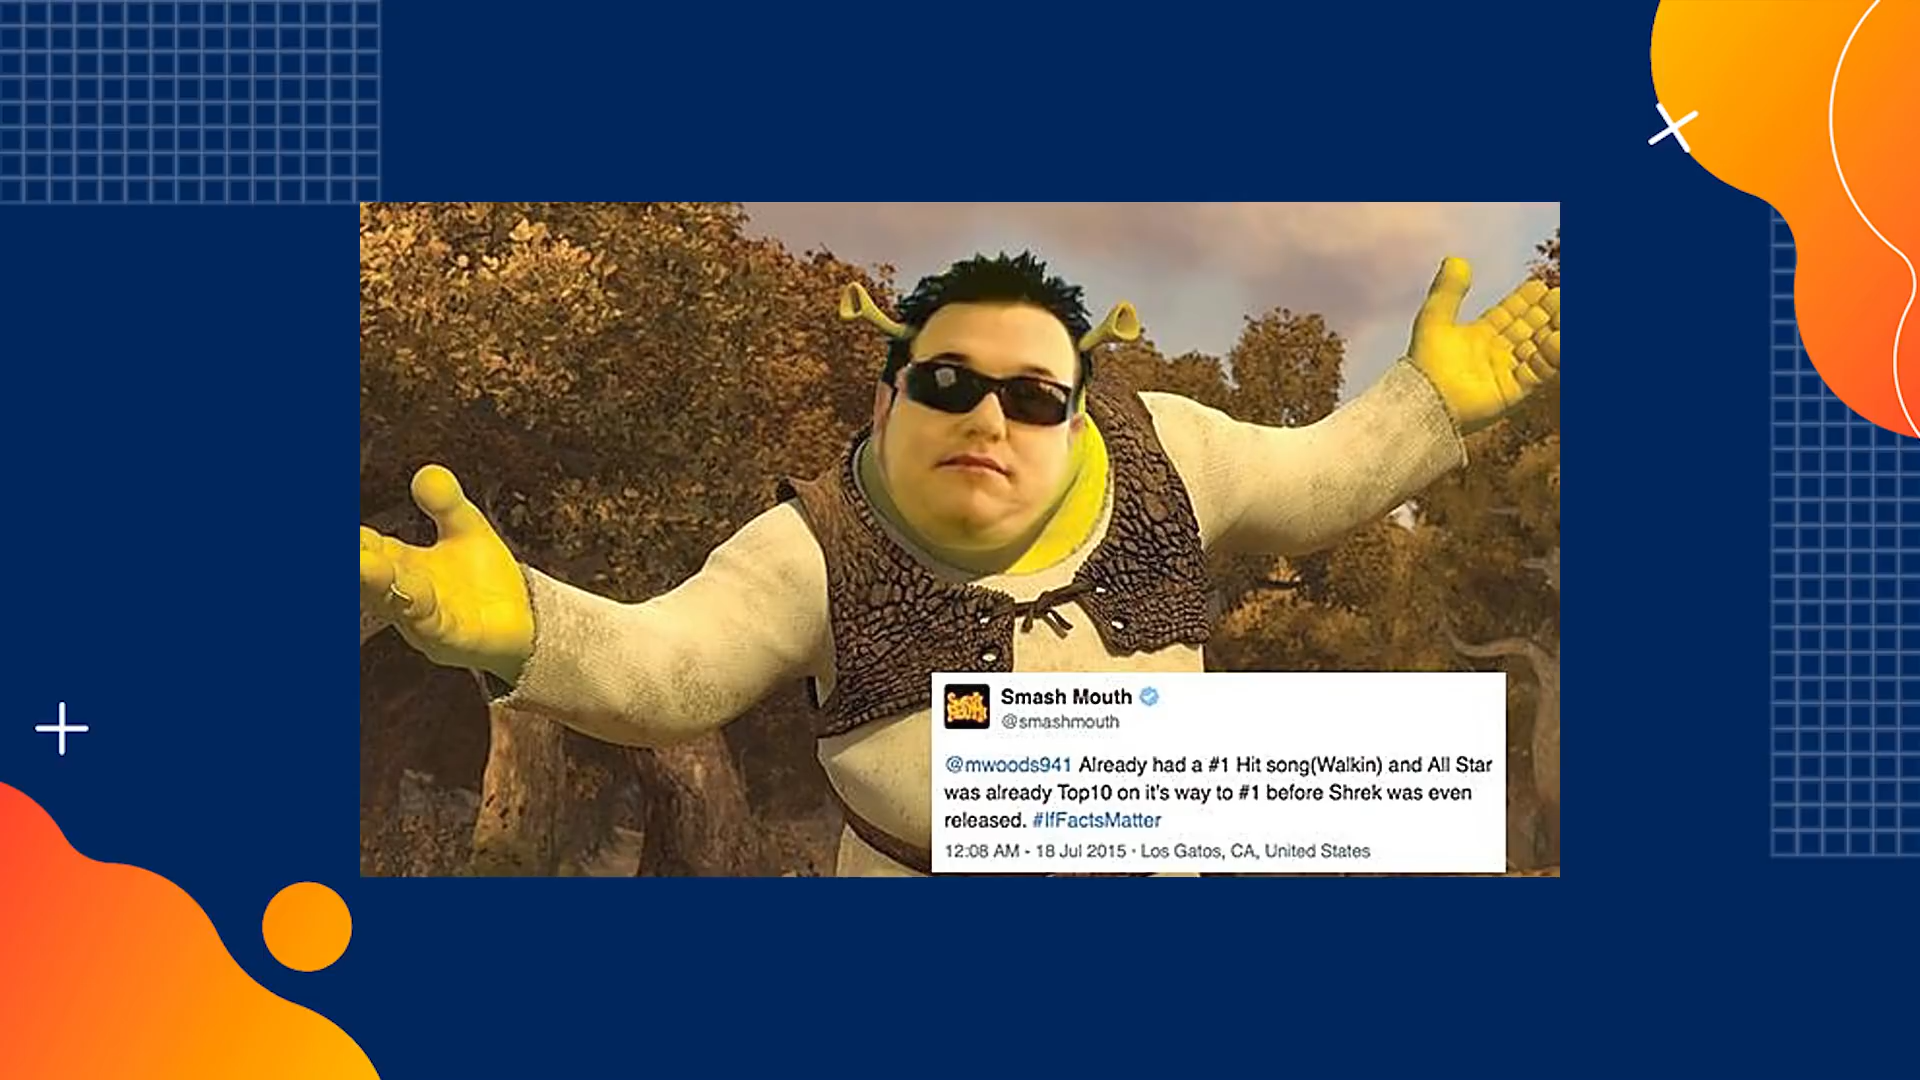 Smash Mouth
@smashmouth
@mwoods941 Already had a #1 Hit song(Walkin) and All Star
was already Top10 on it's way to #1 before Shrek was even
released. #IfFactsMatter
12:08 AM - 18 Jul 2015 · Los Gatos, CA, United States